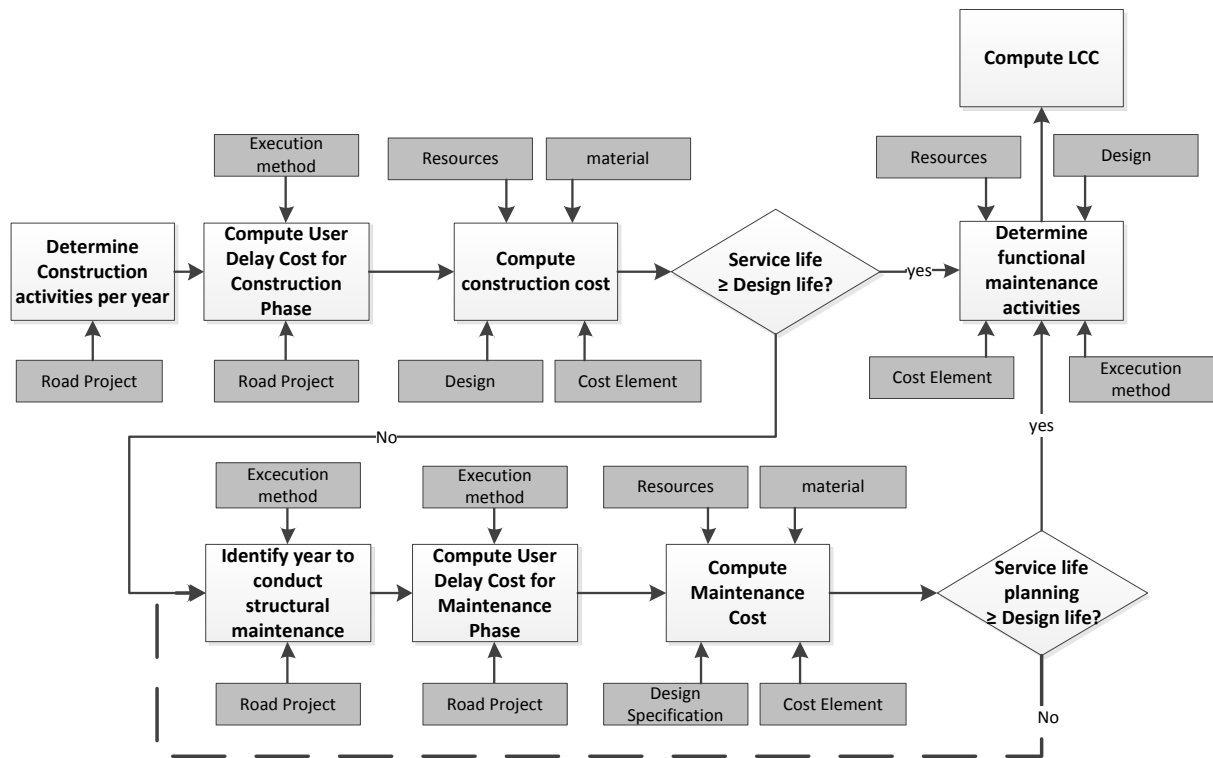 Compute LCC
Execution
method
Resources
material
Resources
Design
Determine
Construction
activities per year
Compute User
Delay Cost for
Construction
Phase
Compute
construction cost
Service life
≥ Design life?
yes
Determine
functional
maintenance
activities
Road Project
Road Project
Design
Cost Element
Cost Element
Excecution
method
No
yes
Excecution
method
Execution
method
Resources
material
Identify year to
conduct
structural
maintenance
Compute User
Delay Cost for
Maintenance
Phase
Compute
Maintenance
Cost
Service life
planning
≥ Design life?
Road Project
Road Project
Design
Specification
Cost Element
No